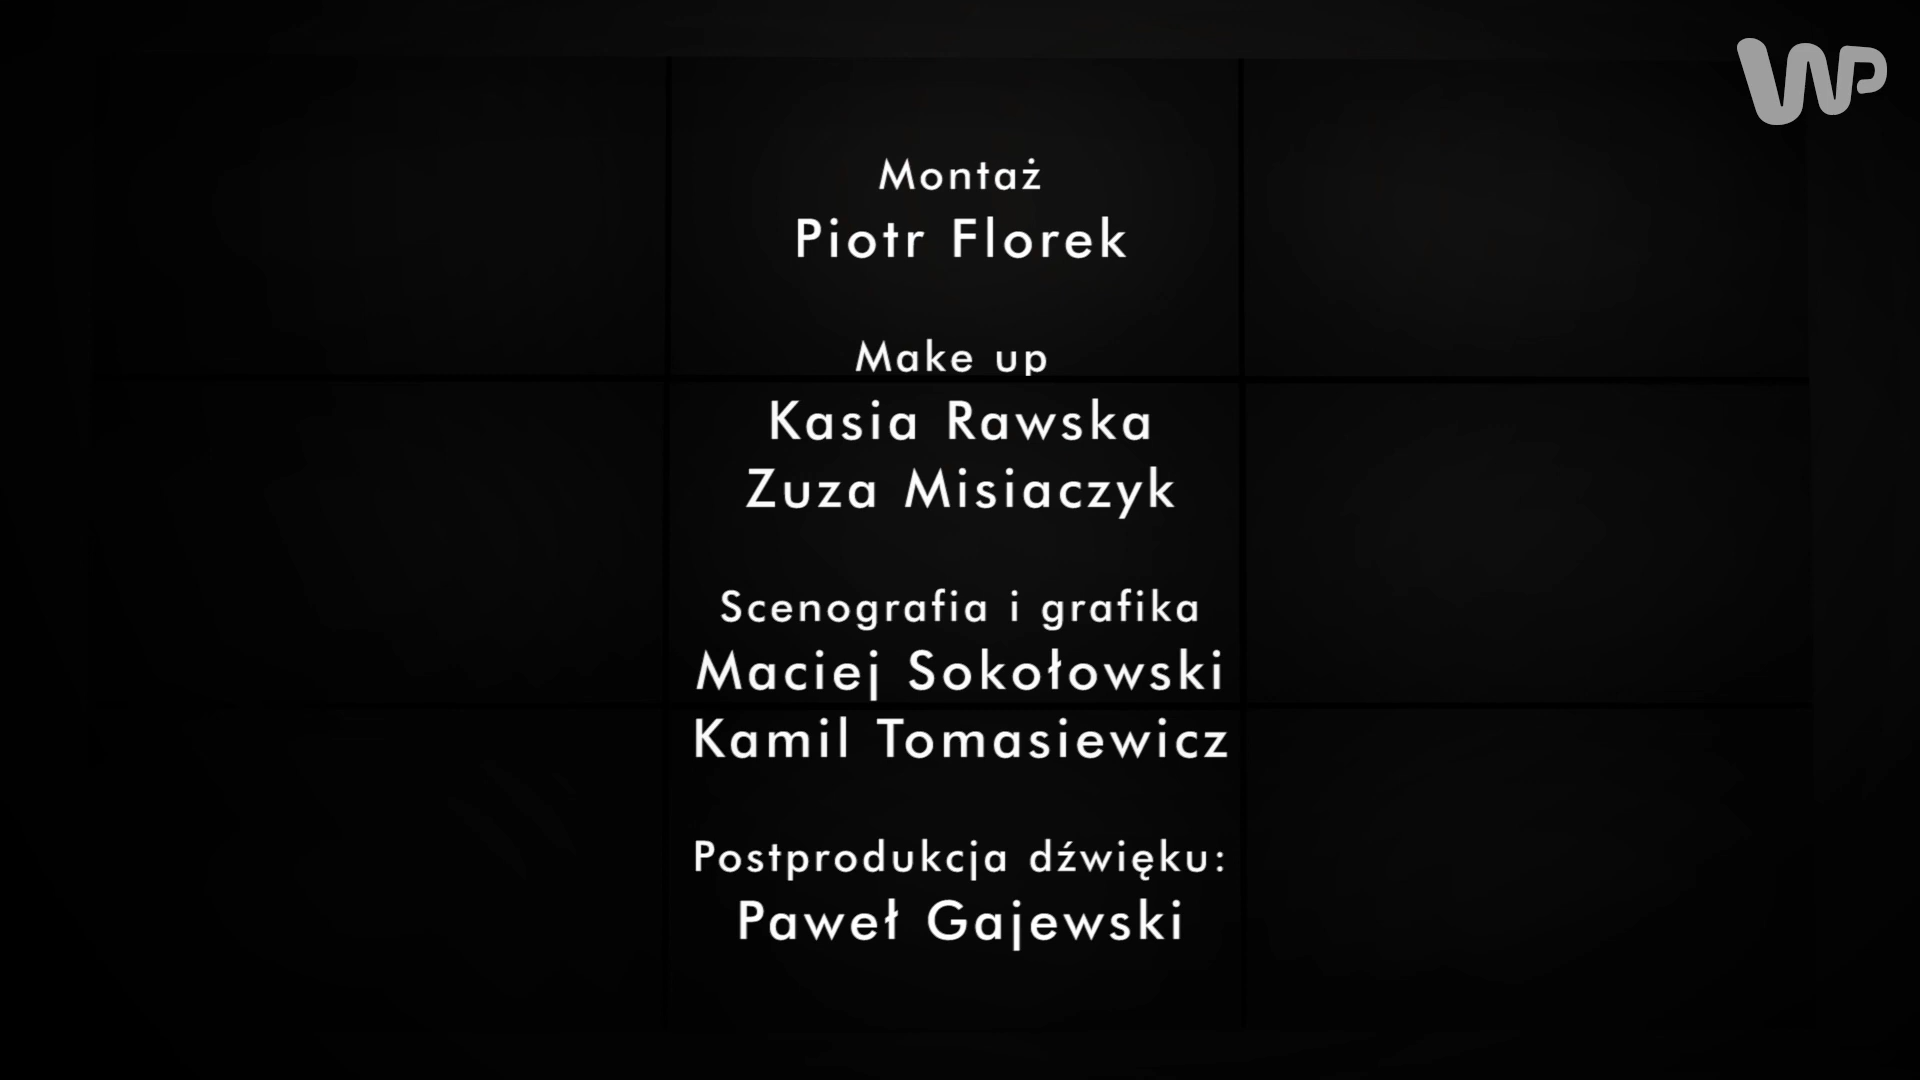 WP
Montaż
Piotr Florek
Make up
Kasia Rawska
Zuza Misiaczyk
Scenografia i grafika
Maciej Sokołowski
Kamil Tomasiewicz
Postprodukcja dźwięku:
Paweł Gajewski